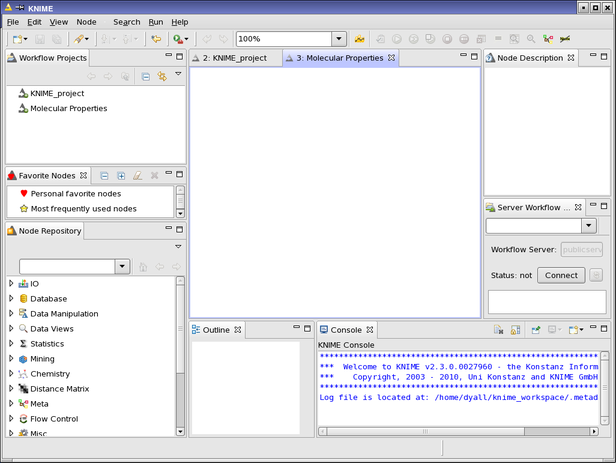 KNIME
File Edit View Node Search Run Help
100%
Workflow Projects
KNIME_project
Molecular Properties
Favorite Nodes
Personal favorite nodes
Most frequently used nodes
Node Repository
IO
Database
Data Manipulation
Data Views
Statistics
Mining
Chemistry
Distance Matrix
Meta
Flow Control
Misc
2: KNIME_project
3: Molecular Properties
Outline
Console
KNIME Console
*** Welcome to KNIME v2.3.0.0027960 - the Konstanz Inform
*** Copyright, 2003 - 2010, Uni Konstanz and KNIME GmbH
Log file is located at: /home/dyall/knime_workspace/.metad
Node Description
Server Workflow ...
Workflow Server: publicserv
Status: not Connect